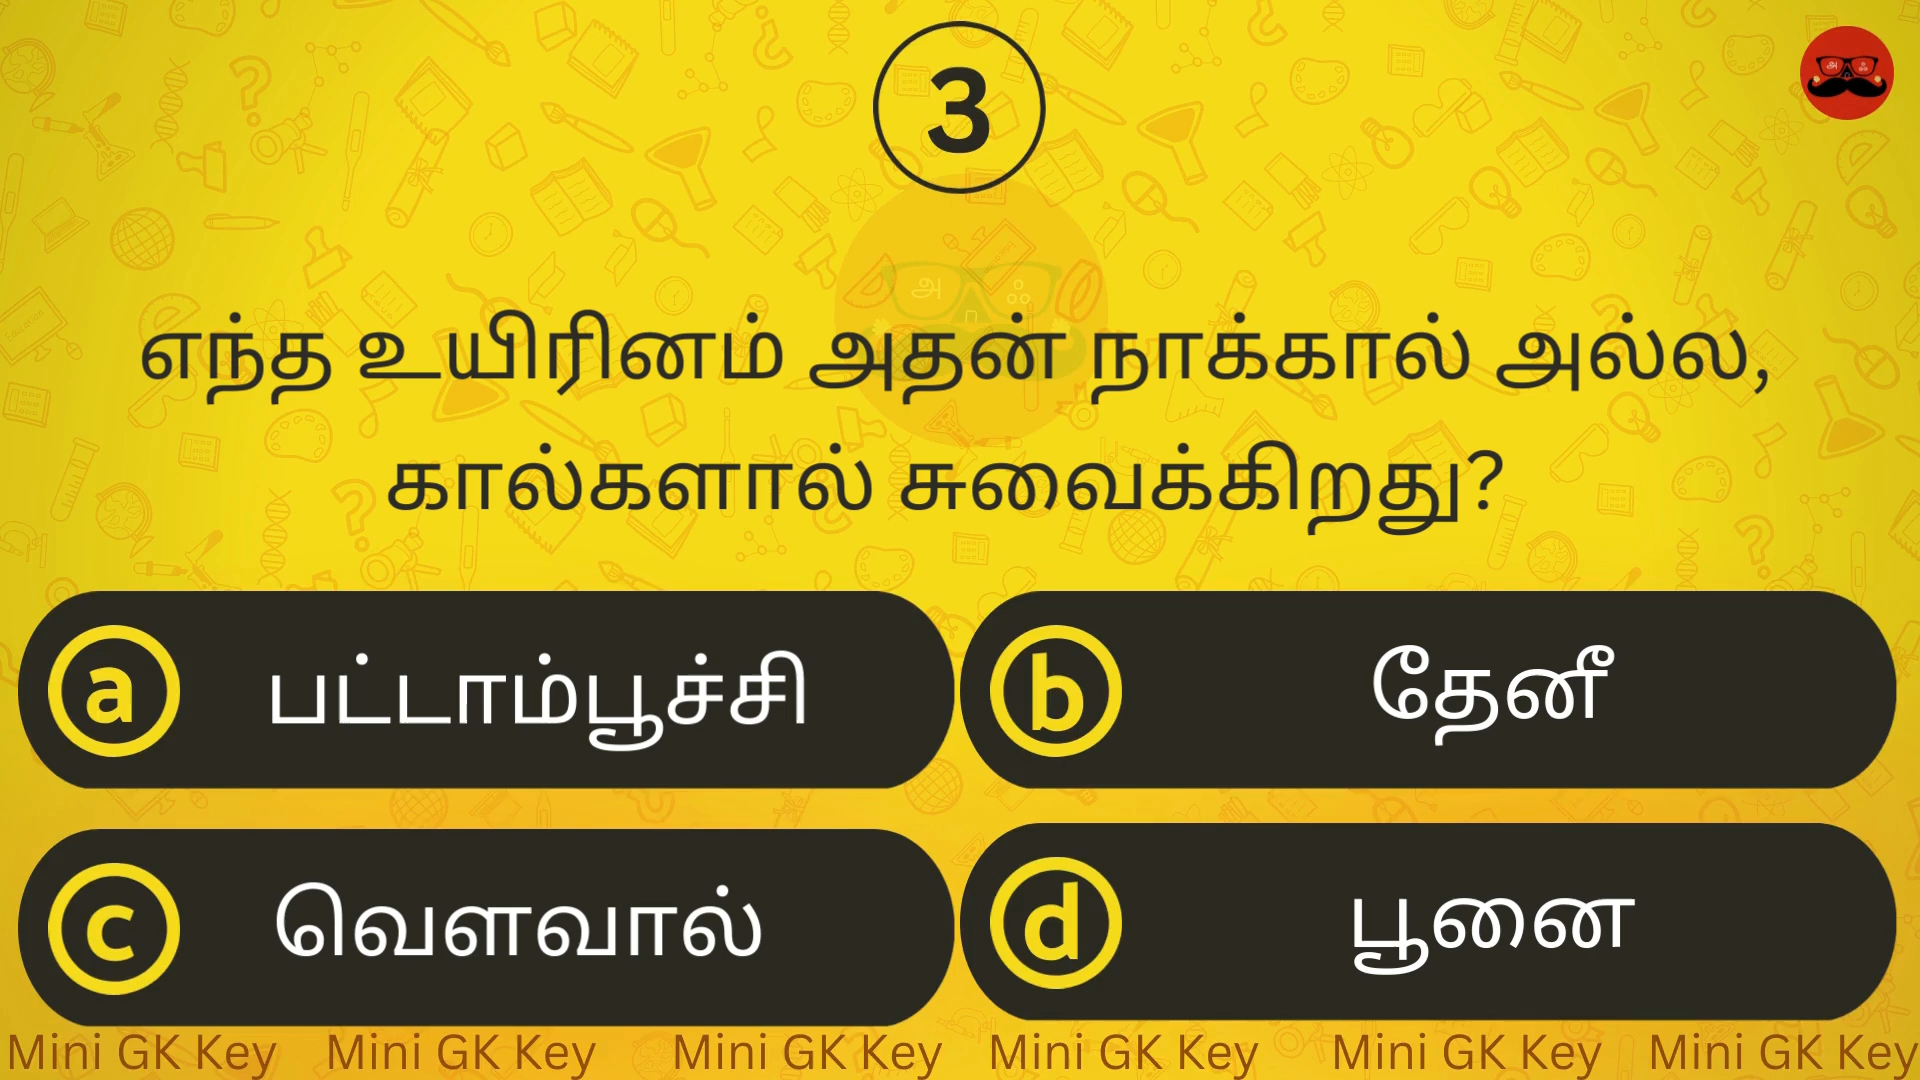 3
எந்த உயிரினம் அதன் நாக்கால் அல்ல,
கால்களால் சுவைக்கிறது?
a பட்டாம்பூச்சி
b தேனீ
c வௌவால்
d பூனை
Mini GK Key Mini GK Key Mini GK Key Mini GK Key Mini GK Key Mini GK Key